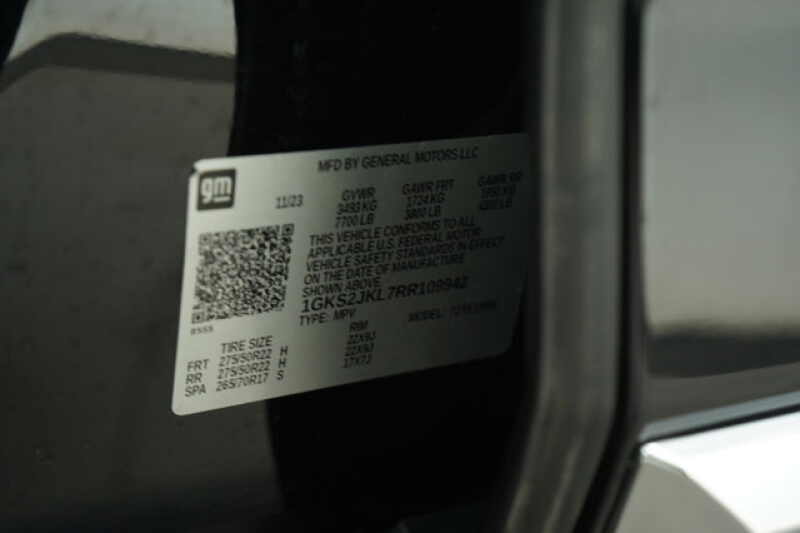 gm
MFD BY GENERAL MOTORS LLC
11/23
GVWR GAWR FRT GAWR RR
3493 KG 1724 KG
7700 LB 3800 LB
THIS VEHICLE CONFORMS TO ALL
APPLICABLE U.S. FEDERAL MOTOR
VEHICLE SAFETY STANDARDS IN EFFECT
ON THE DATE OF MANUFACTURE
SHOWN ABOVE.
1GKS2JKL7RR109942
TYPE: MPV MODEL:
TIRE SIZE RIM
FRT 275/50R22 H 22X9J
RR 275/50R22 H 22X9J
SPA 265/70R17 S 17X7J